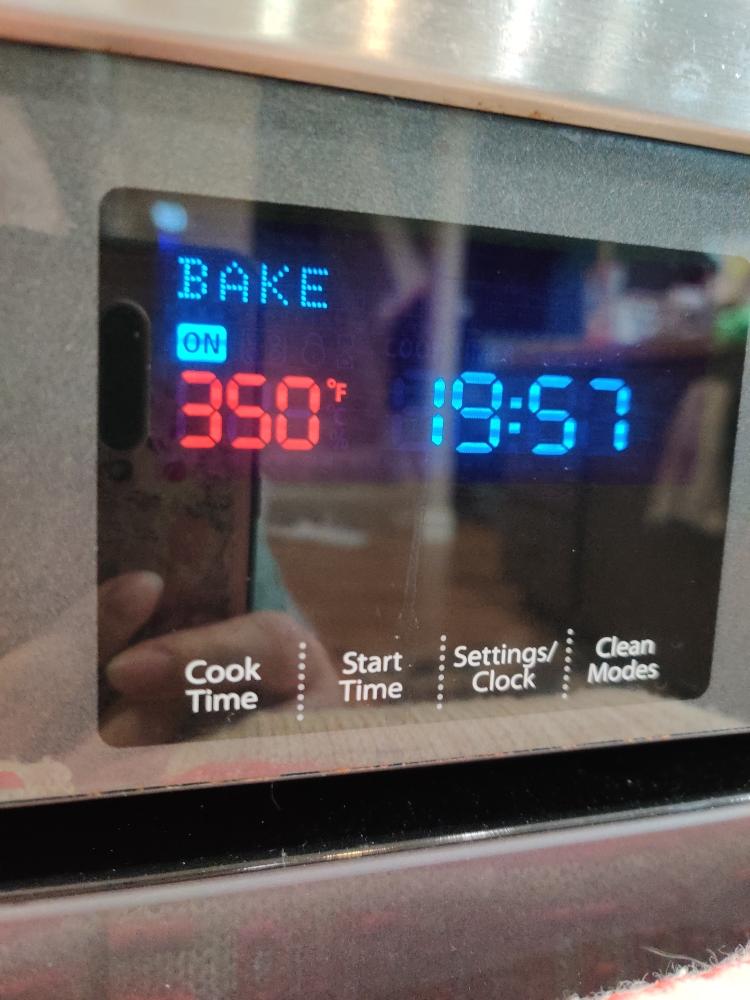 BAKE
ON
350°F 19:57
Cook Time
Start Time
Settings/ Clock
Clean Modes